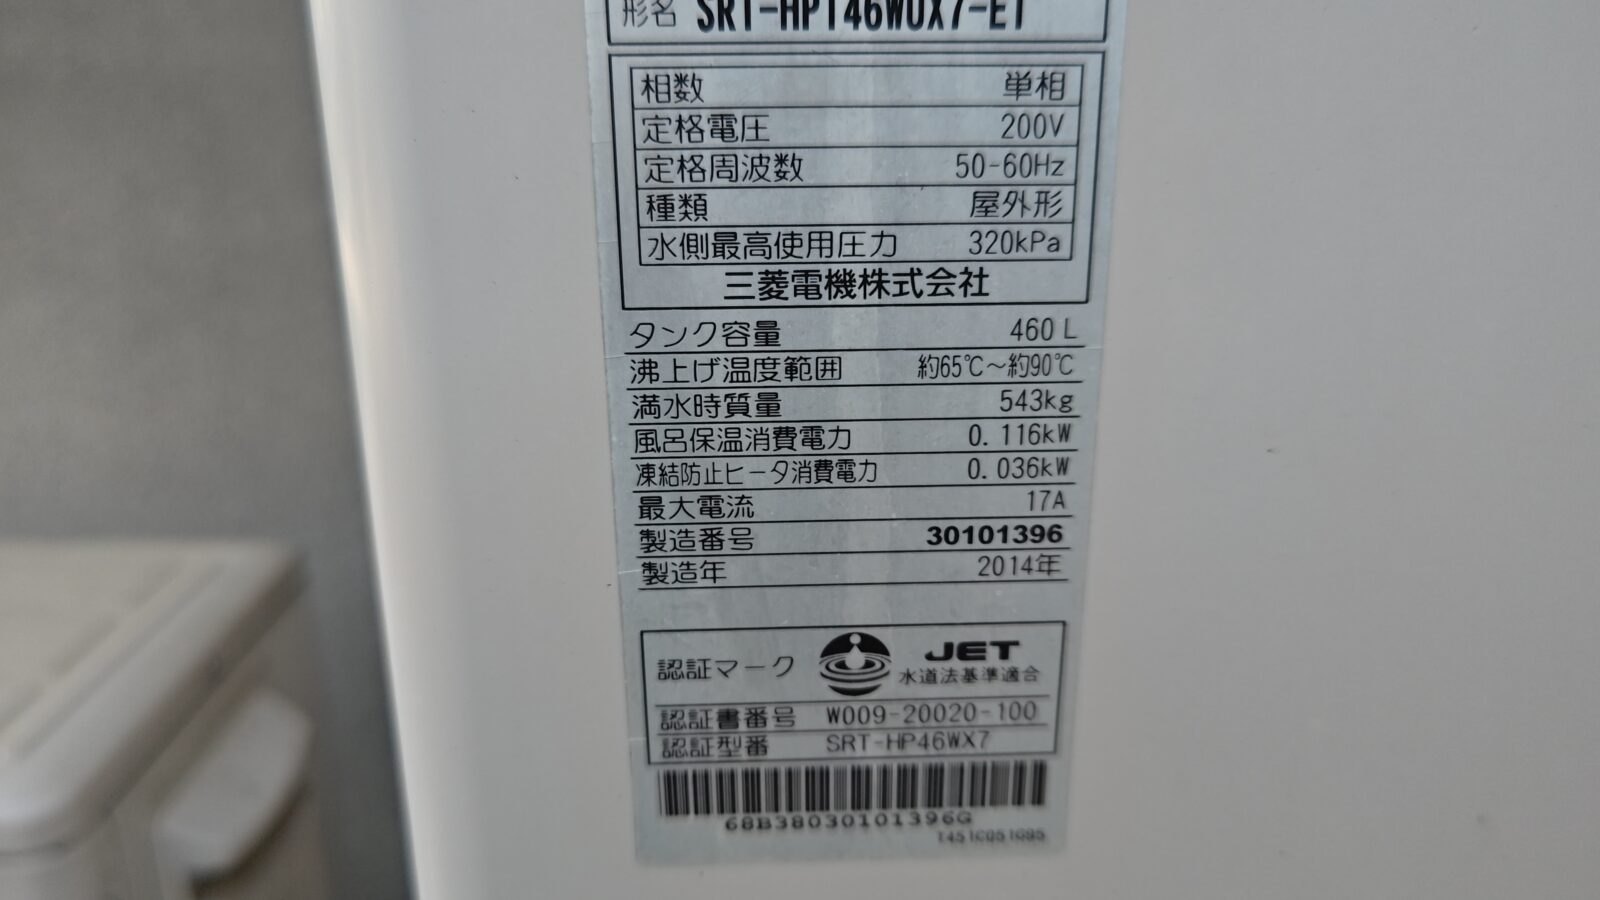 形名 SRT-HPT46WUX7-ET
相数 単相
定格電圧 200V
定格周波数 50-60Hz
種類 屋外形
水側最高使用圧力 320kPa
三菱電機株式会社
タンク容量 460L
沸上げ温度範囲 約65℃～約90℃
満水時質量 543kg
風呂保温消費電力 0.116kW
凍結防止ヒータ消費電力 0.036kW
最大電流 17A
製造番号 30101396
製造年 2014年
認証マーク JET
水道法基準適合
認証書番号 W009-20020-100
認証型番 SRT-HP46WX7
68B38030101396G